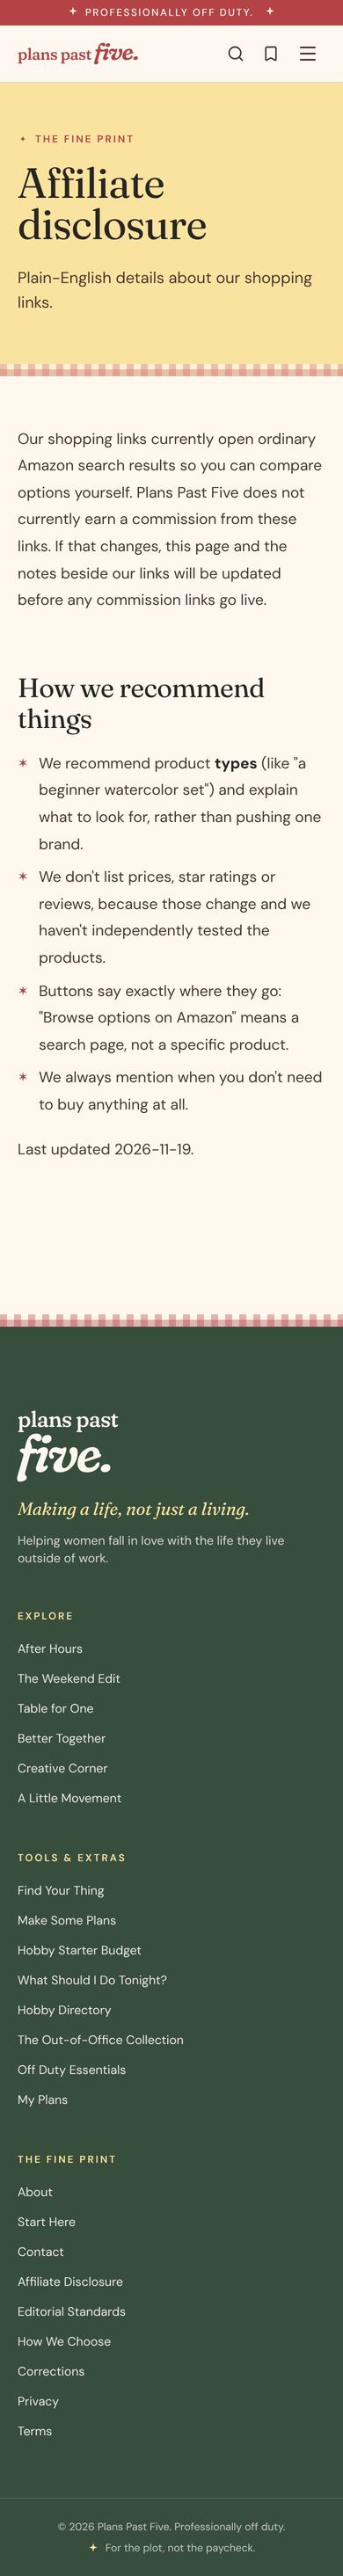 PROFESSIONALLY OFF DUTY.
plans past five.
THE FINE PRINT
Affiliate
disclosure
Plain-English details about our shopping
links.
Our shopping links currently open ordinary
Amazon search results so you can compare
options yourself. Plans Past Five does not
currently earn a commission from these
links. If that changes, this page and the
notes beside our links will be updated
before any commission links go live.
How we recommend
things
We recommend product types (like "a
beginner watercolor set") and explain
what to look for, rather than pushing one
brand.
We don't list prices, star ratings or
reviews, because those change and we
haven't independently tested the
products.
Buttons say exactly where they go:
"Browse options on Amazon" means a
search page, not a specific product.
We always mention when you don't need
to buy anything at all.
Last updated 2026-11-19.
plans past
five.
Making a life, not just a living.
Helping women fall in love with the life they live
outside of work.
EXPLORE
After Hours
The Weekend Edit
Table for One
Better Together
Creative Corner
A Little Movement
TOOLS & EXTRAS
Find Your Thing
Make Some Plans
Hobby Starter Budget
What Should I Do Tonight?
Hobby Directory
The Out-of-Office Collection
Off Duty Essentials
My Plans
THE FINE PRINT
About
Start Here
Contact
Affiliate Disclosure
Editorial Standards
How We Choose
Corrections
Privacy
Terms
© 2026 Plans Past Five. Professionally off duty.
For the plot, not the paycheck.